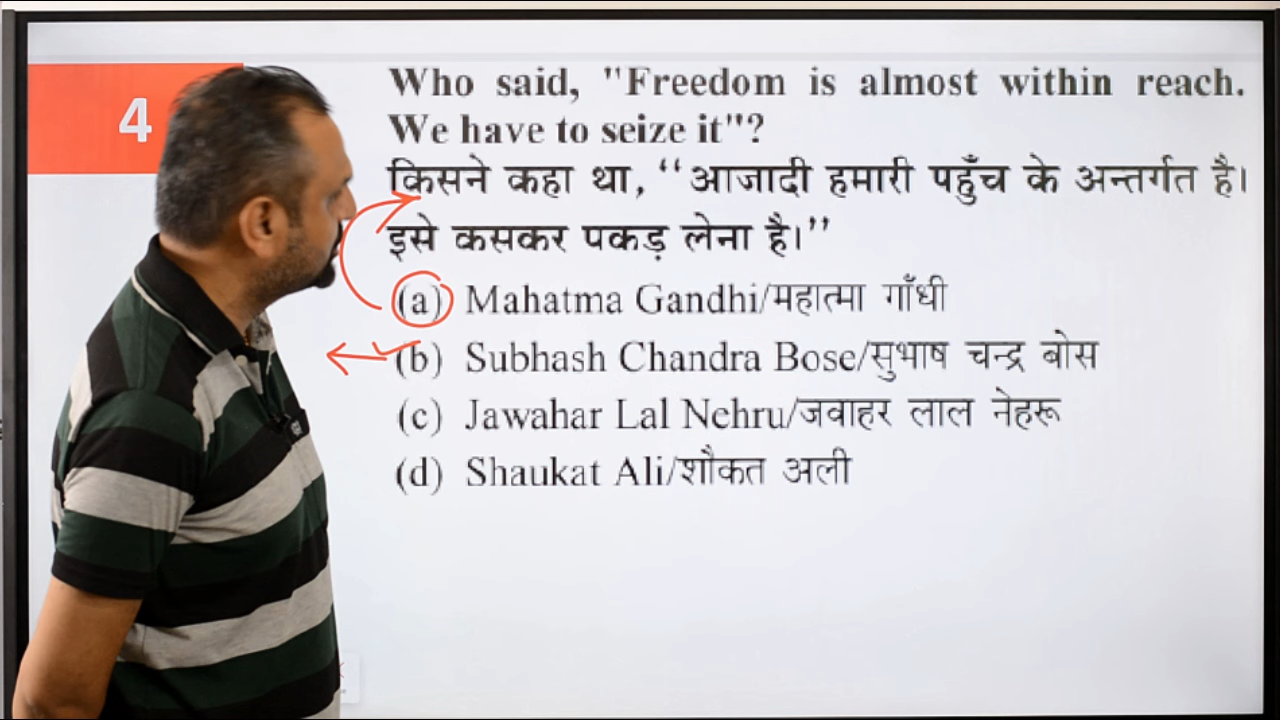 4
Who said, "Freedom is almost within reach.
We have to seize it"?
किसने कहा था, “आजादी हमारी पहुँच के अन्तर्गत है।
इसे कसकर पकड़ लेना है।”
(a) Mahatma Gandhi/महात्मा गाँधी
(b) Subhash Chandra Bose/सुभाष चन्द्र बोस
(c) Jawahar Lal Nehru/जवाहर लाल नेहरू
(d) Shaukat Ali/शौकत अली